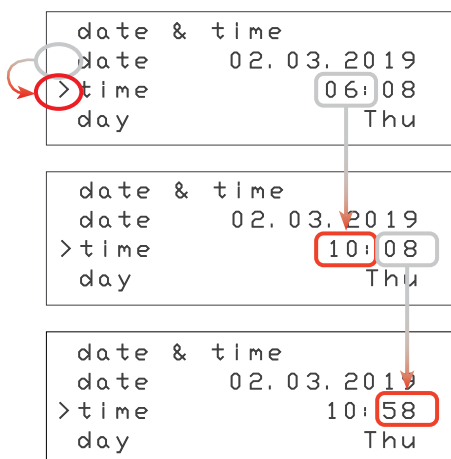 date & time
date 02.03.2019
>time 06:08
day Thu
date & time
date 02.03.2019
>time 10:08
day Thu
date & time
date 02.03.2019
>time 10:58
day Thu